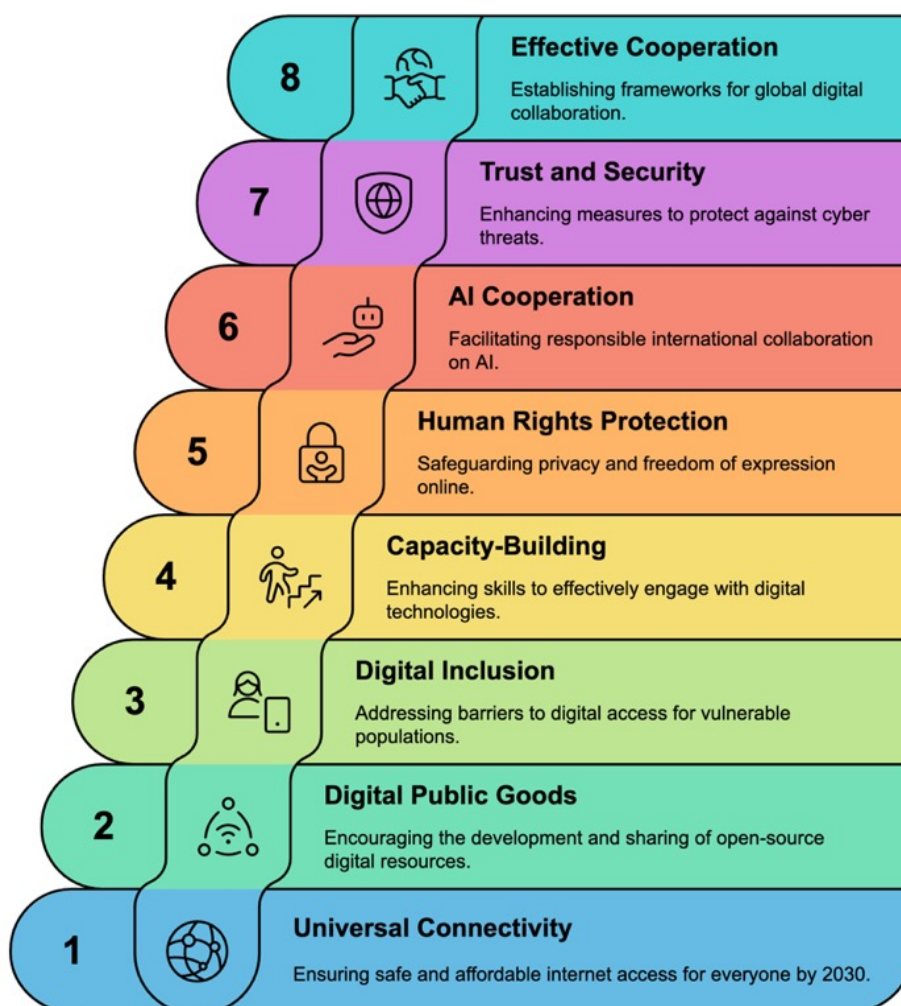 8
Effective Cooperation
Establishing frameworks for global digital
collaboration.
7
Trust and Security
Enhancing measures to protect against cyber
threats.
6
AI Cooperation
Facilitating responsible international collaboration
on AI.
5
Human Rights Protection
Safeguarding privacy and freedom of expression
online.
4
Capacity-Building
Enhancing skills to effectively engage with digital
technologies.
3
Digital Inclusion
Addressing barriers to digital access for vulnerable
populations.
2
Digital Public Goods
Encouraging the development and sharing of open-source
digital resources.
1
Universal Connectivity
Ensuring safe and affordable internet access for everyone by 2030.